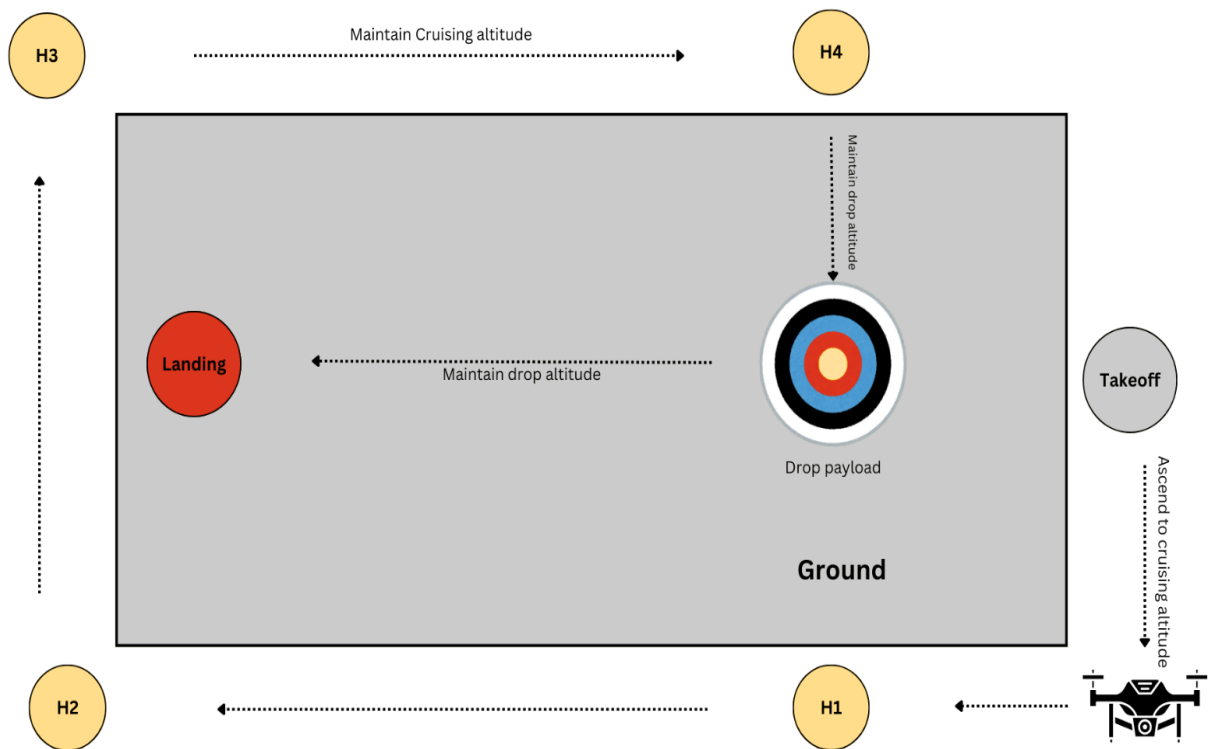 H3
Maintain Cruising altitude
H4
Maintain drop altitude
Landing
Maintain drop altitude
Takeoff
Drop payload
Ascend to cruising altitude
Ground
H2
H1